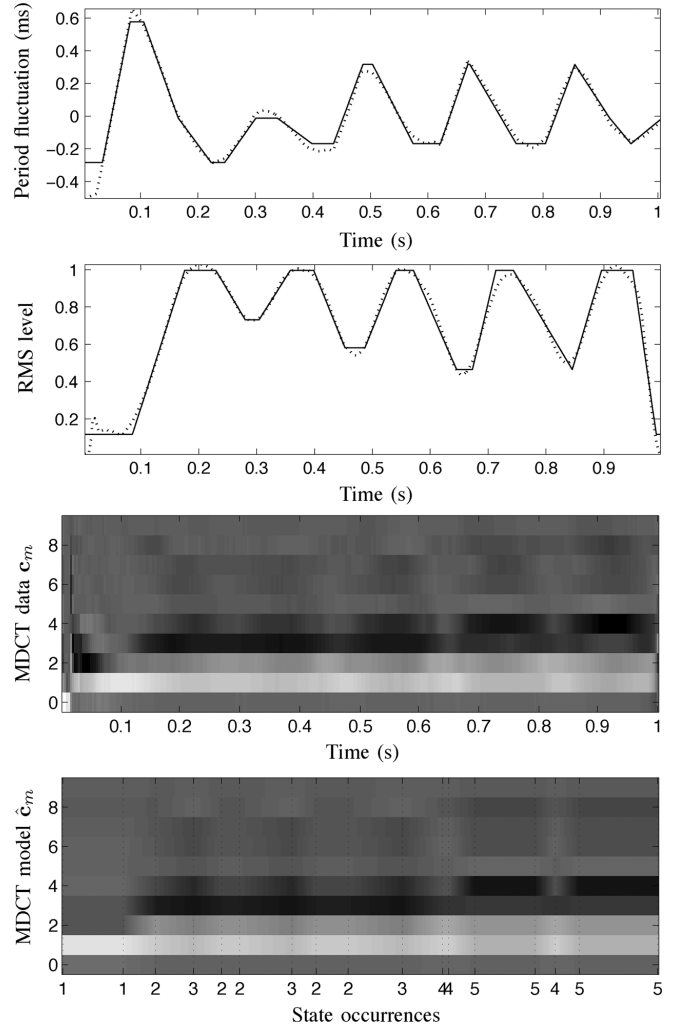 Period fluctuation (ms)
0.6
0.4
0.2
0
−0.2
−0.4
0.1 0.2 0.3 0.4 0.5 0.6 0.7 0.8 0.9 1
Time (s)
RMS level
1
0.8
0.6
0.4
0.2
0.1 0.2 0.3 0.4 0.5 0.6 0.7 0.8 0.9
Time (s)
MDCT data c_m
8
6
4
2
0
0.1 0.2 0.3 0.4 0.5 0.6 0.7 0.8 0.9 1
Time (s)
MDCT model ĉ_m
8
6
4
2
0
1 1 2 3 2 2 3 2 2 3 4 4 5 5 4 5 5
State occurrences